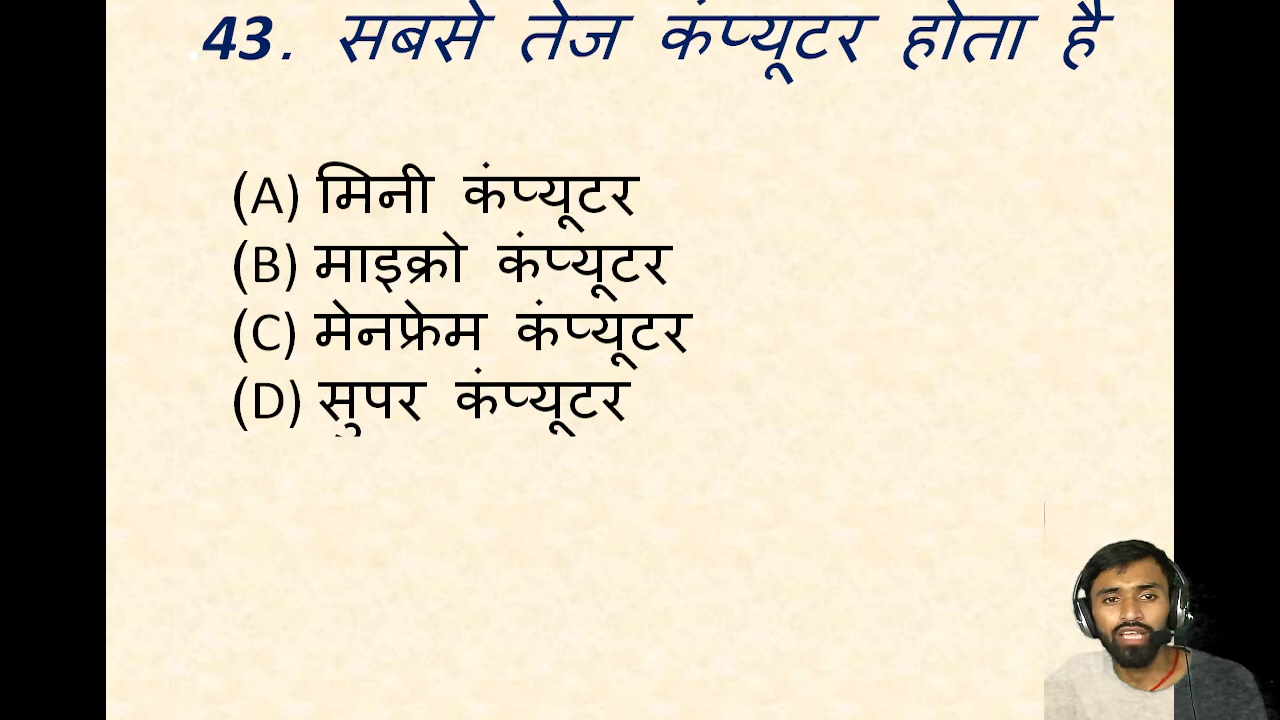 .43. सबसे तेज कंप्यूटर होता है
(A) मिनी कंप्यूटर
(B) माइक्रो कंप्यूटर
(C) मेनफ्रेम कंप्यूटर
(D) सुपर कंप्यूटर